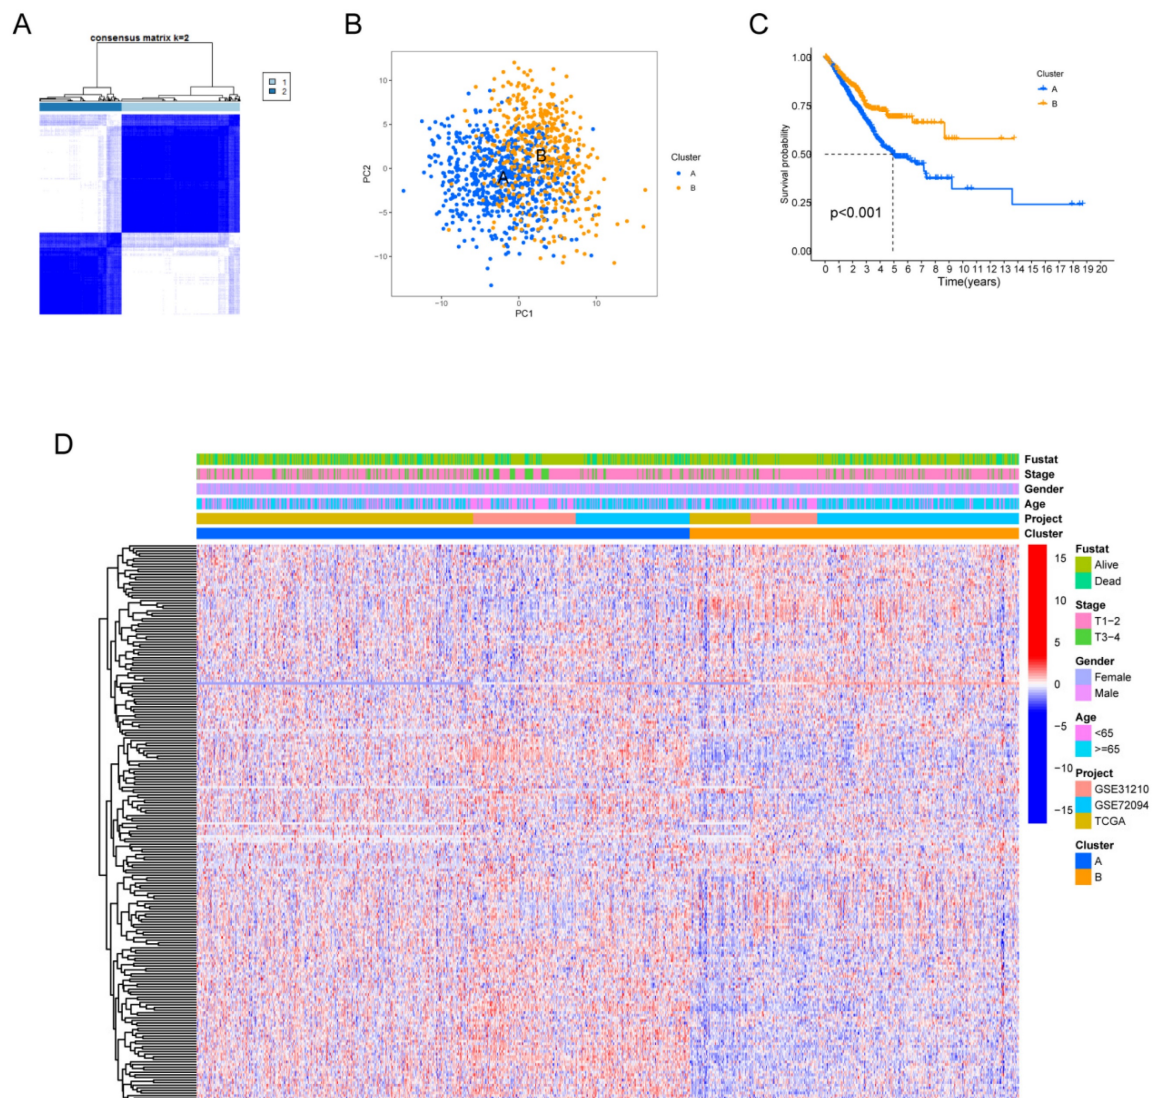 A
consensus matrix k=2
1
2
B
10
5
0
−5
−10
PC2
A
B
−10
0
10
PC1
Cluster
A
B
C
1.00
0.75
0.50
0.25
0.00
Survival probability
p<0.001
0 1 2 3 4 5 6 7 8 9 10 11 12 13 14 15 16 17 18 19 20
Time(years)
Cluster
A
B
D
Fustat
Stage
Gender
Age
Project
Cluster
15
10
5
0
−5
−10
−15
Fustat
Alive
Dead
Stage
T1−2
T3−4
Gender
Female
Male
Age
<65
>=65
Project
GSE31210
GSE72094
TCGA
Cluster
A
B